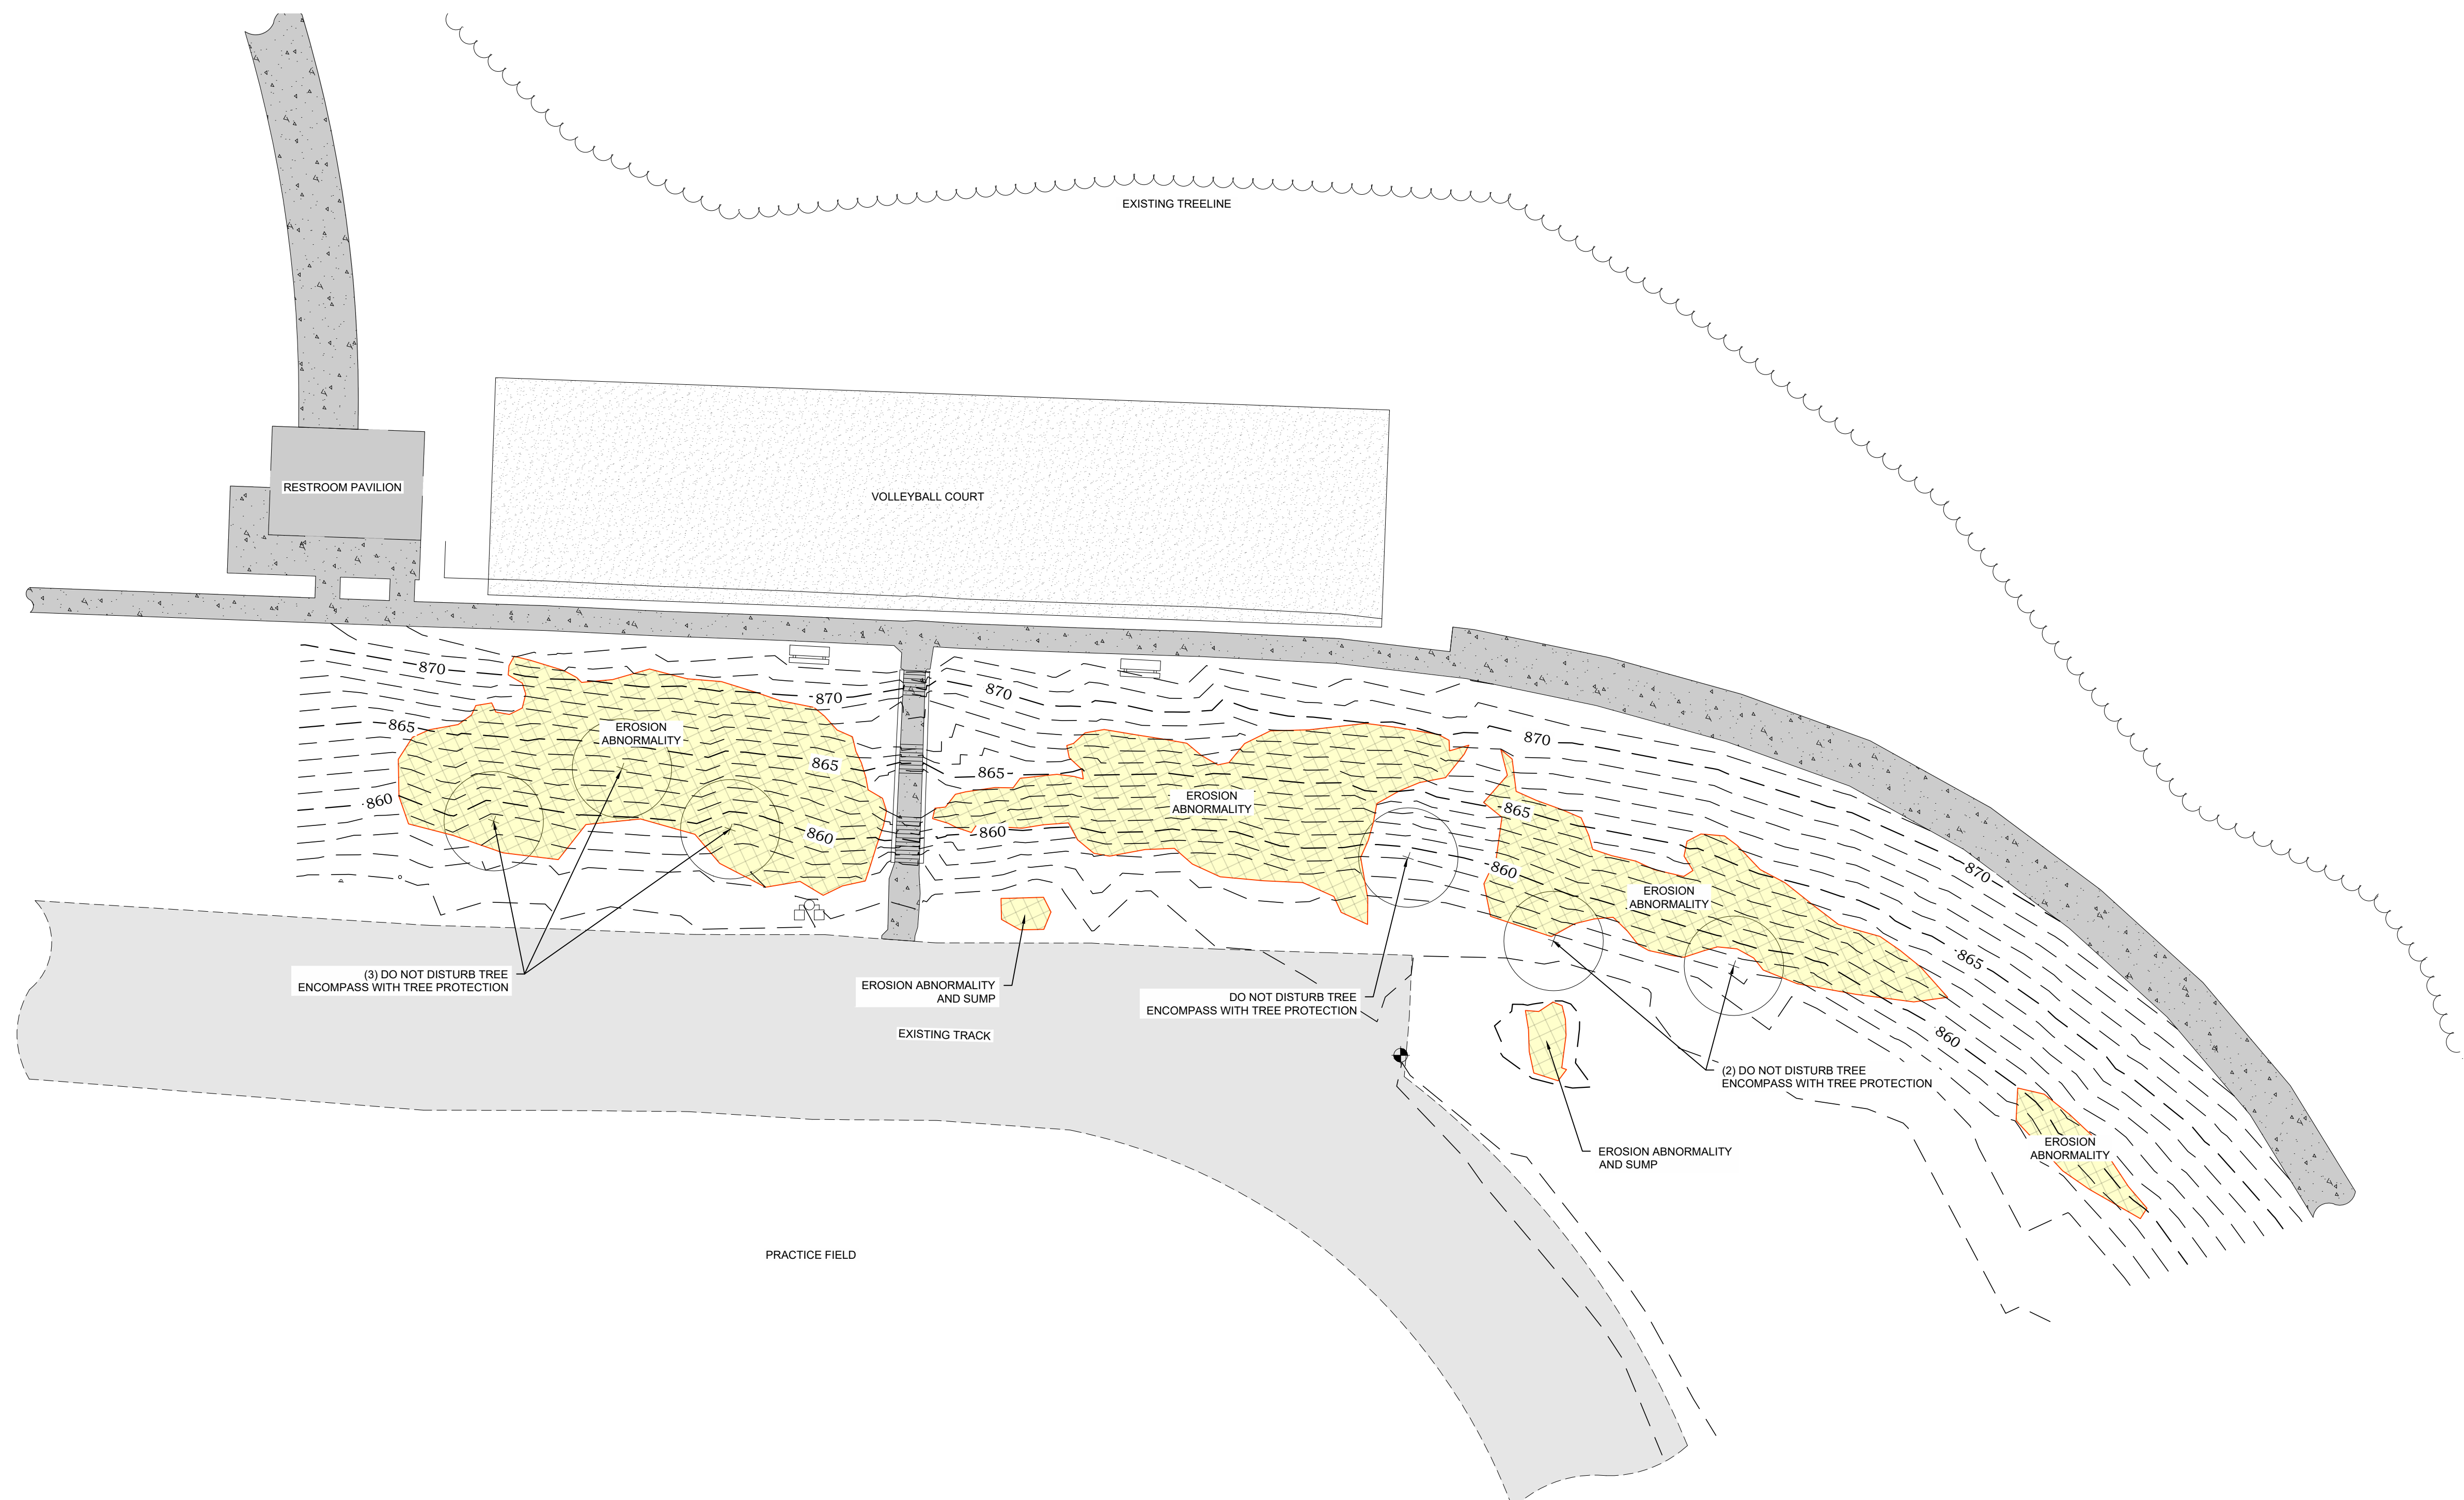 EXISTING TREELINE
RESTROOM PAVILION
VOLLEYBALL COURT
870
870
870
865
EROSION
ABNORMALITY
870
865
865
860
EROSION
ABNORMALITY
865
860
860
860
EROSION
ABNORMALITY
870
865
(3) DO NOT DISTURB TREE
ENCOMPASS WITH TREE PROTECTION
EROSION ABNORMALITY
AND SUMP
DO NOT DISTURB TREE
ENCOMPASS WITH TREE PROTECTION
EXISTING TRACK
860
(2) DO NOT DISTURB TREE
ENCOMPASS WITH TREE PROTECTION
EROSION ABNORMALITY
AND SUMP
EROSION
ABNORMALITY
PRACTICE FIELD